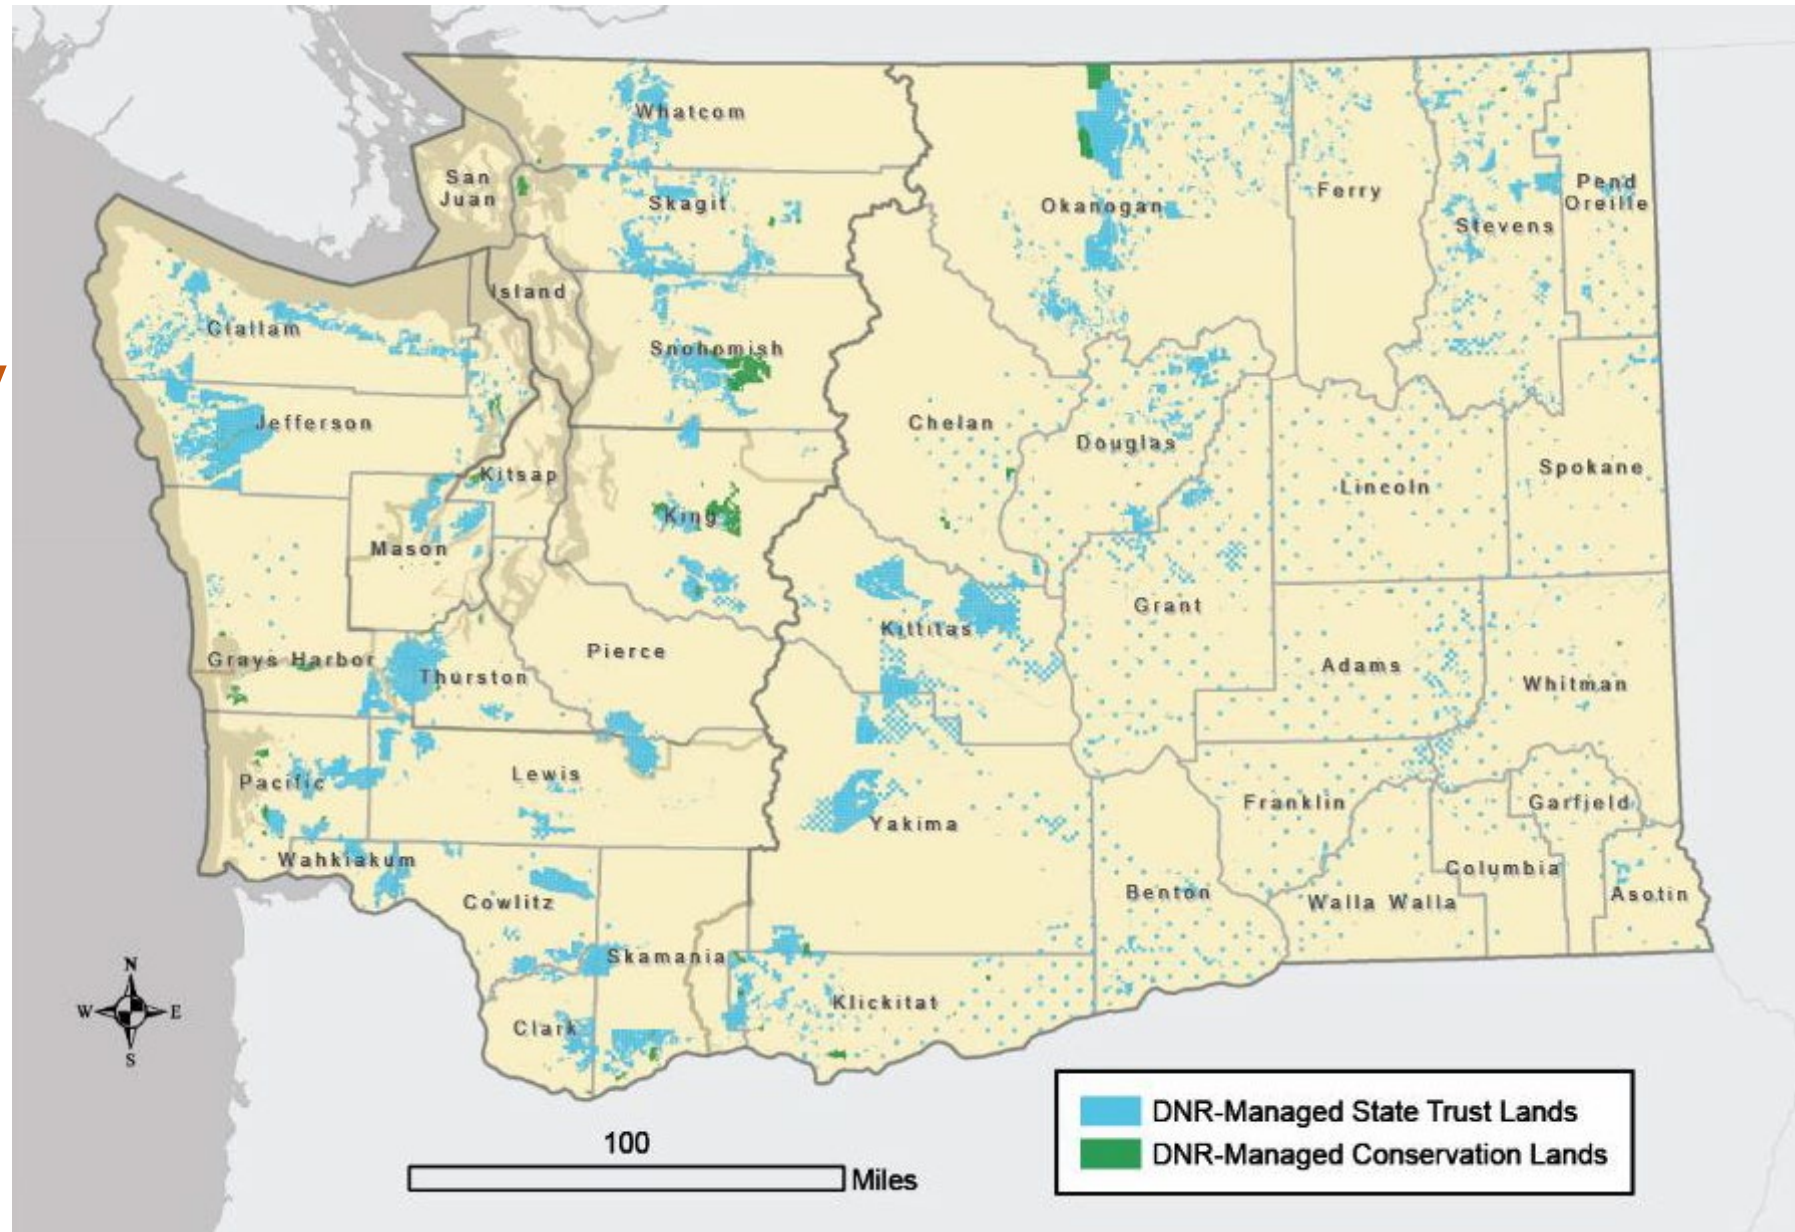 Whatcom
San
Juan
Skagit
Okanogan
Ferry
Pend
Oreille
Stevens
Island
Clallam
Snohomish
Jefferson
Chelan
Douglas
Kitsap
Lincoln
Spokane
King
Mason
Grant
Kittitas
Pierce
Grays Harbor
Thurston
Adams
Whitman
Pacific
Lewis
Yakima
Franklin
Garfield
Wahkiakum
Cowlitz
Benton
Columbia
Walla Walla
Asotin
Skamania
Klickitat
Clark
N
W E
S
100
Miles
DNR-Managed State Trust Lands
DNR-Managed Conservation Lands